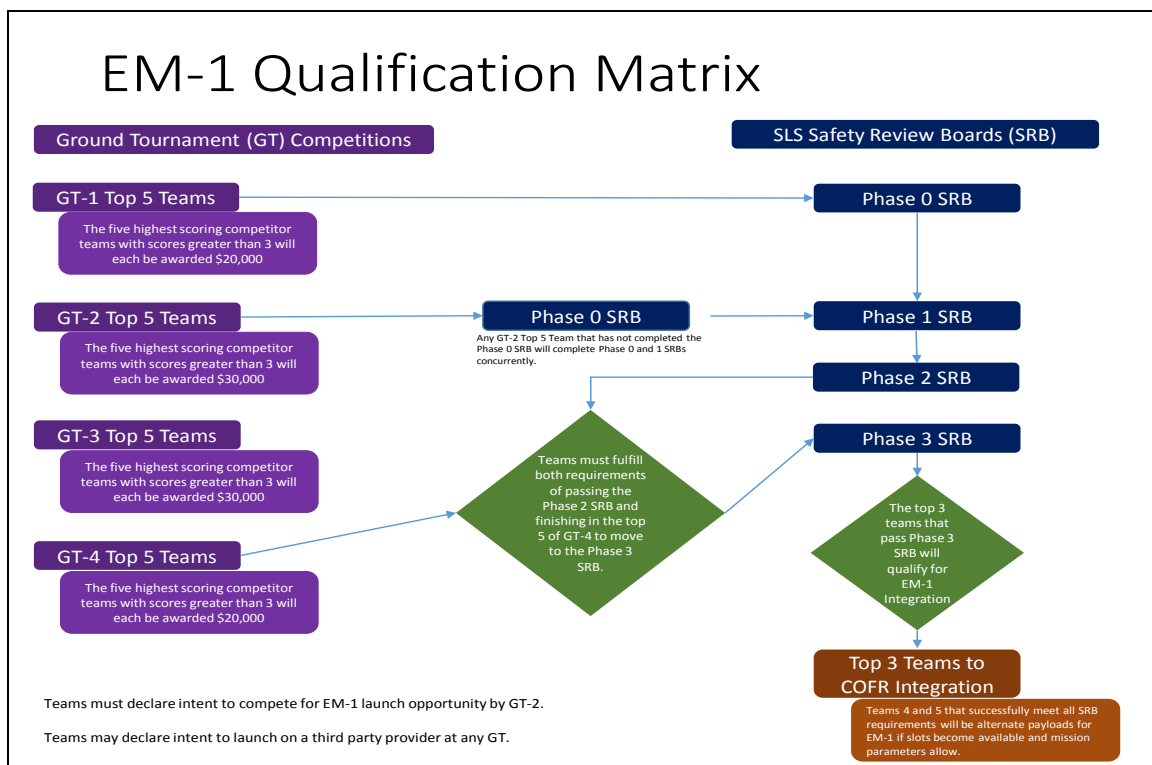 EM-1 Qualification Matrix
Ground Tournament (GT) Competitions
SLS Safety Review Boards (SRB)
GT-1 Top 5 Teams
The five highest scoring competitor
teams with scores greater than 3 will
each be awarded $20,000
Phase 0 SRB
GT-2 Top 5 Teams
The five highest scoring competitor
teams with scores greater than 3 will
each be awarded $30,000
Phase 0 SRB
Any GT-2 Top 5 Team that has not completed the
Phase 0 SRB will complete Phase 0 and 1 SRBs
concurrently.
Phase 1 SRB
Phase 2 SRB
GT-3 Top 5 Teams
The five highest scoring competitor
teams with scores greater than 3 will
each be awarded $30,000
Phase 3 SRB
Teams must fulfill
both requirements
of passing the
Phase 2 SRB and
finishing in the top
5 of GT-4 to move
to the Phase 3
SRB.
The top 3
teams that
pass Phase 3
SRB will
qualify for
EM-1
Integration
GT-4 Top 5 Teams
The five highest scoring competitor
teams with scores greater than 3 will
each be awarded $20,000
Top 3 Teams to
COFR Integration
Teams 4 and 5 that successfully meet all SRB
requirements will be alternate payloads for
EM-1 if slots become available and mission
parameters allow.
Teams must declare intent to compete for EM-1 launch opportunity by GT-2.
Teams may declare intent to launch on a third party provider at any GT.